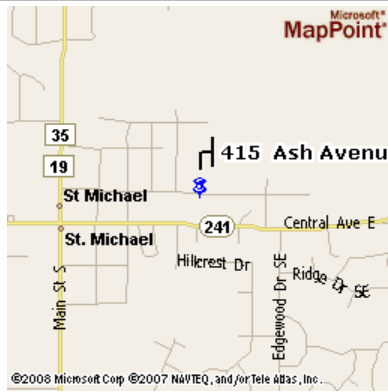 Microsoft®
MapPoint®
35
415 Ash Avenu
19
St Michael
241
Central Ave E
St. Michael
Hillcrest Dr
Ridge Dr SE
Main St S
Edgewood Dr SE
©2008 Microsoft Corp ©2007 NAVTEQ, and/or Tele Atlas, Inc.